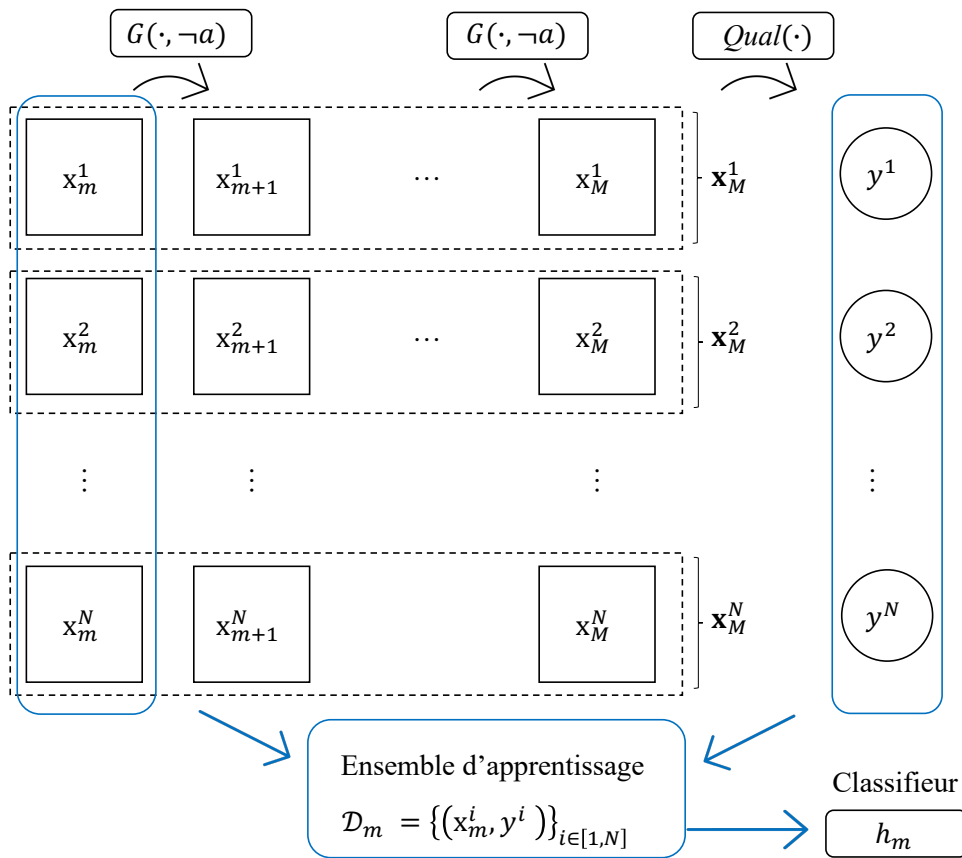 G(·, ¬a) G(·, ¬a) Qual(·)
x_m^1 x_{m+1}^1 ⋯ x_M^1 𝐱_M^1 y^1
x_m^2 x_{m+1}^2 ⋯ x_M^2 𝐱_M^2 y^2
⋮ ⋮ ⋮ ⋮
x_m^N x_{m+1}^N x_M^N 𝐱_M^N y^N
Ensemble d’apprentissage
𝒟_m = {(x_m^i, y^i )}_{i∈[1,N]}
Classifieur
h_m